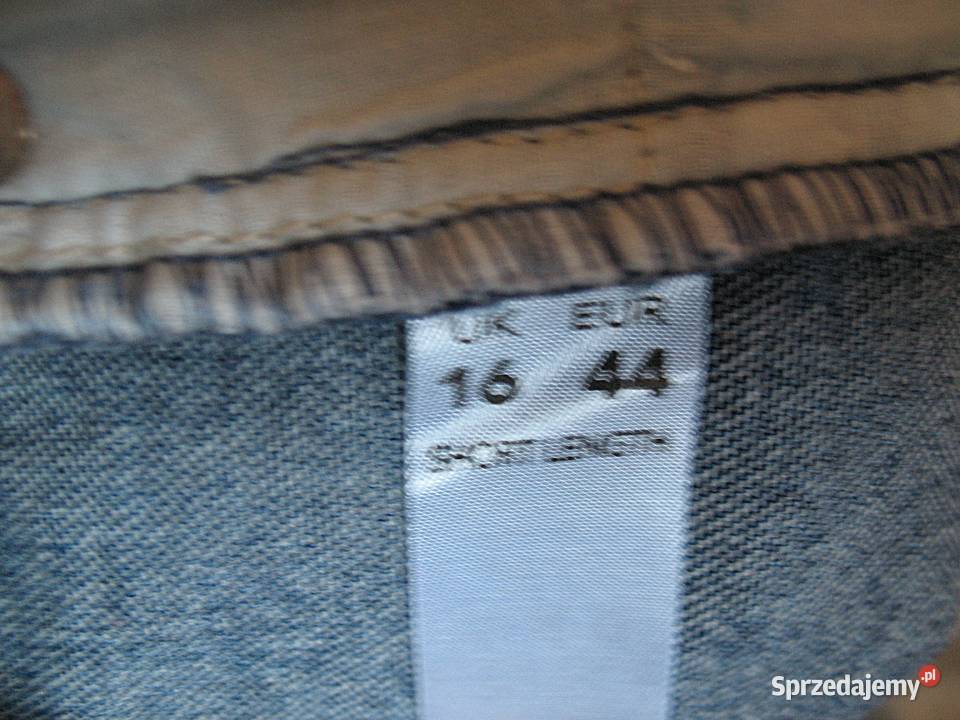 UK EUR
16 44
SHORT LENGTH
Sprzedajemy.pl